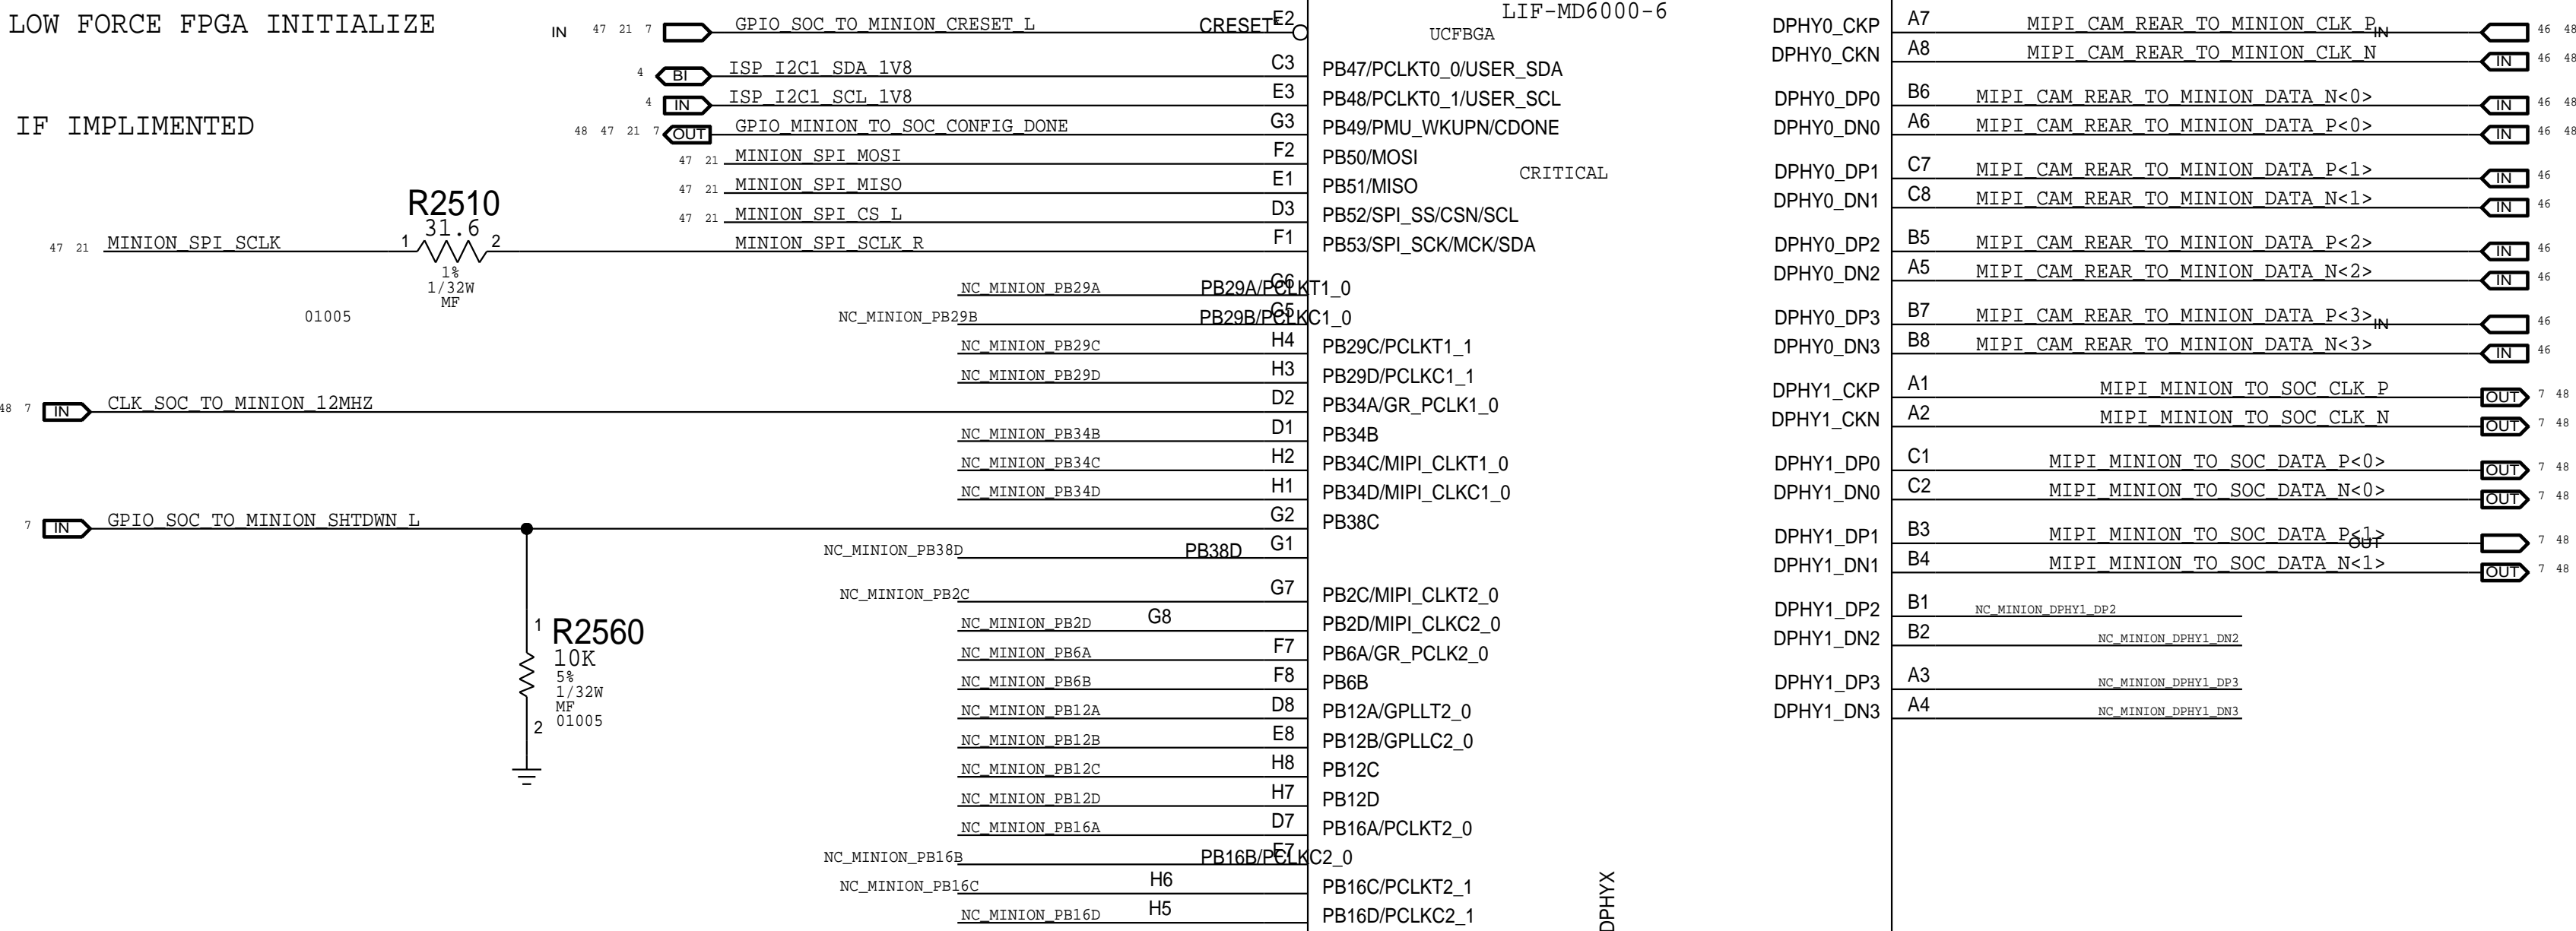 LIF-MD6000-6
UCFBGA
CRITICAL
LOW FORCE FPGA INITIALIZE
IF IMPLIMENTED
IN 47 21 7 GPIO_SOC_TO_MINION_CRESET_L E2 CRESET*
4 BI ISP_I2C1_SDA_1V8 C3 PB47/PCLKT0_0/USER_SDA
4 IN ISP_I2C1_SCL_1V8 E3 PB48/PCLKT0_1/USER_SCL
48 47 21 7 OUT GPIO_MINION_TO_SOC_CONFIG_DONE G3 PB49/PMU_WKUPN/CDONE
47 21 MINION_SPI_MOSI F2 PB50/MOSI
47 21 MINION_SPI_MISO E1 PB51/MISO
47 21 MINION_SPI_CS_L D3 PB52/SPI_SS/CSN/SCL
R2510
31.6
47 21 MINION_SPI_SCLK 1 2 MINION_SPI_SCLK_R F1 PB53/SPI_SCK/MCK/SDA
1%
1/32W
MF
01005
NC_MINION_PB29A G6 PB29A/PCLKT1_0
NC_MINION_PB29B G5 PB29B/PCLKC1_0
NC_MINION_PB29C H4 PB29C/PCLKT1_1
NC_MINION_PB29D H3 PB29D/PCLKC1_1
48 7 IN CLK_SOC_TO_MINION_12MHZ D2 PB34A/GR_PCLK1_0
NC_MINION_PB34B D1 PB34B
NC_MINION_PB34C H2 PB34C/MIPI_CLKT1_0
NC_MINION_PB34D H1 PB34D/MIPI_CLKC1_0
7 IN GPIO_SOC_TO_MINION_SHTDWN_L G2 PB38C
NC_MINION_PB38D PB38D G1
NC_MINION_PB2C G7 PB2C/MIPI_CLKT2_0
NC_MINION_PB2D G8 PB2D/MIPI_CLKC2_0
1 R2560
10K
5%
1/32W
MF
01005
2
NC_MINION_PB6A F7 PB6A/GR_PCLK2_0
NC_MINION_PB6B F8 PB6B
NC_MINION_PB12A D8 PB12A/GPLLT2_0
NC_MINION_PB12B E8 PB12B/GPLLC2_0
NC_MINION_PB12C H8 PB12C
NC_MINION_PB12D H7 PB12D
NC_MINION_PB16A D7 PB16A/PCLKT2_0
NC_MINION_PB16B E7 PB16B/PCLKC2_0
NC_MINION_PB16C H6 PB16C/PCLKT2_1
NC_MINION_PB16D H5 PB16D/PCLKC2_1
DPHYX
DPHY0_CKP A7 MIPI_CAM_REAR_TO_MINION_CLK_P IN 46 48
DPHY0_CKN A8 MIPI_CAM_REAR_TO_MINION_CLK_N IN 46 48
DPHY0_DP0 B6 MIPI_CAM_REAR_TO_MINION_DATA_N<0> IN 46 48
DPHY0_DN0 A6 MIPI_CAM_REAR_TO_MINION_DATA_P<0> IN 46 48
DPHY0_DP1 C7 MIPI_CAM_REAR_TO_MINION_DATA_P<1> IN 46
DPHY0_DN1 C8 MIPI_CAM_REAR_TO_MINION_DATA_N<1> IN 46
DPHY0_DP2 B5 MIPI_CAM_REAR_TO_MINION_DATA_P<2> IN 46
DPHY0_DN2 A5 MIPI_CAM_REAR_TO_MINION_DATA_N<2> IN 46
DPHY0_DP3 B7 MIPI_CAM_REAR_TO_MINION_DATA_P<3> IN 46
DPHY0_DN3 B8 MIPI_CAM_REAR_TO_MINION_DATA_N<3> IN 46
DPHY1_CKP A1 MIPI_MINION_TO_SOC_CLK_P OUT 7 48
DPHY1_CKN A2 MIPI_MINION_TO_SOC_CLK_N OUT 7 48
DPHY1_DP0 C1 MIPI_MINION_TO_SOC_DATA_P<0> OUT 7 48
DPHY1_DN0 C2 MIPI_MINION_TO_SOC_DATA_N<0> OUT 7 48
DPHY1_DP1 B3 MIPI_MINION_TO_SOC_DATA_P<1> OUT 7 48
DPHY1_DN1 B4 MIPI_MINION_TO_SOC_DATA_N<1> OUT 7 48
DPHY1_DP2 B1 NC_MINION_DPHY1_DP2
DPHY1_DN2 B2 NC_MINION_DPHY1_DN2
DPHY1_DP3 A3 NC_MINION_DPHY1_DP3
DPHY1_DN3 A4 NC_MINION_DPHY1_DN3